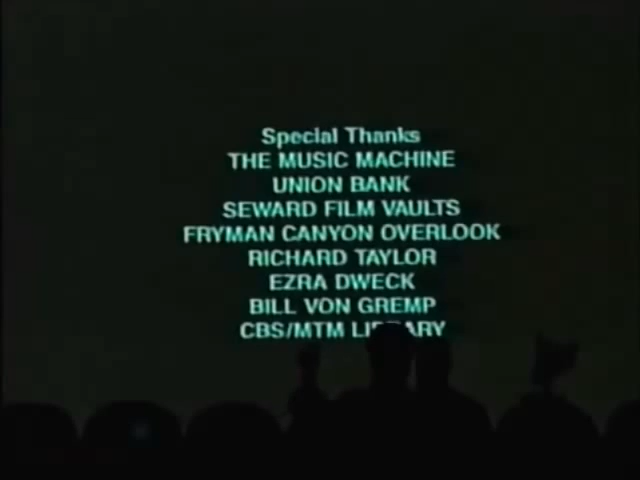 Special Thanks
THE MUSIC MACHINE
UNION BANK
SEWARD FILM VAULTS
FRYMAN CANYON OVERLOOK
RICHARD TAYLOR
EZRA DWECK
BILL VON GREMP
CBS/MTM LIBRARY